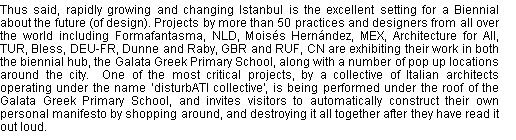 Thus said, rapidly growing and changing Istanbul is the excellent setting for a Biennial
about the future (of design). Projects by more than 50 practices and designers from all over
the world including Formafantasma, NLD, Moisés Hernández, MEX, Architecture for All,
TUR, Bless, DEU-FR, Dunne and Raby, GBR and RUF, CN are exhibiting their work in both
the biennial hub, the Galata Greek Primary School, along with a number of pop up locations
around the city. One of the most critical projects, by a collective of Italian architects
operating under the name 'disturbATI collective', is being performed under the roof of the
Galata Greek Primary School, and invites visitors to automatically construct their own
personal manifesto by shopping around, and destroying it all together after they have read it
out loud.